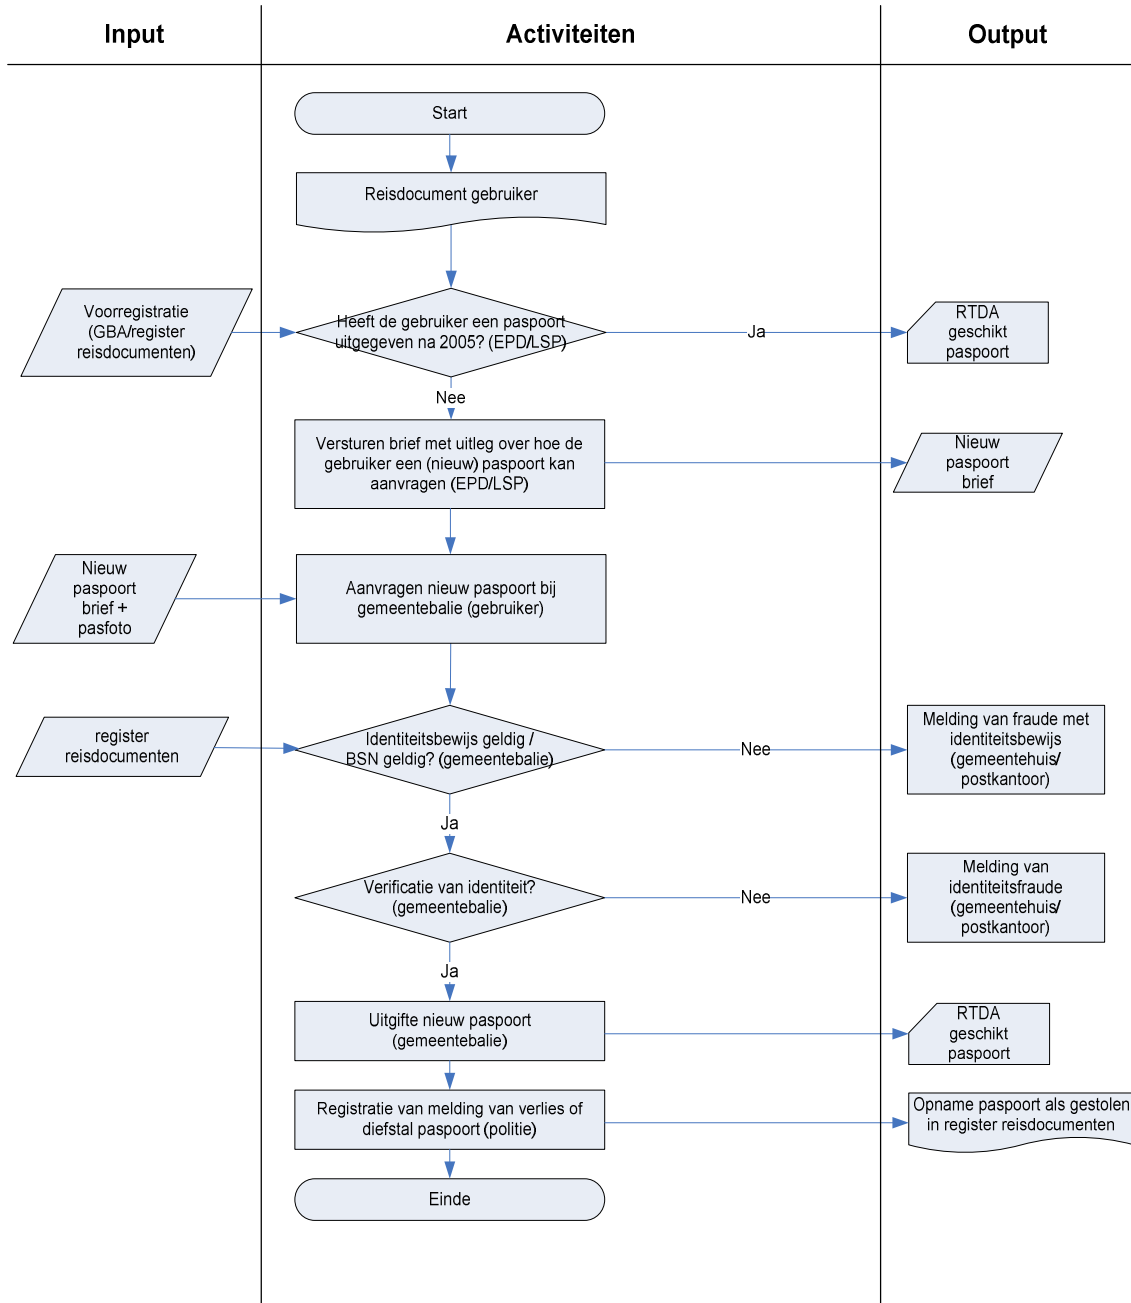 Input
Activiteiten
Output
Start
Reisdocument gebruiker
Voorregistratie
(GBA/register
reisdocumenten)
Heeft de gebruiker een paspoort
uitgegeven na 2005? (EPD/LSP)
Ja
RTDA
geschikt
paspoort
Nee
Versturen brief met uitleg over hoe de
gebruiker een (nieuw) paspoort kan
aanvragen (EPD/LSP)
Nieuw
paspoort
brief
Nieuw
paspoort
brief +
pasfoto
Aanvragen nieuw paspoort bij
gemeentebalie (gebruiker)
register
reisdocumenten
Identiteitsbewijs geldig /
BSN geldig? (gemeentebalie)
Nee
Melding van fraude met
identiteitsbewijs
(gemeentehuis/
postkantoor)
Ja
Verificatie van identiteit?
(gemeentebalie)
Nee
Melding van
identiteitsfraude
(gemeentehuis/
postkantoor)
Ja
Uitgifte nieuw paspoort
(gemeentebalie)
RTDA
geschikt
paspoort
Registratie van melding van verlies of
diefstal paspoort (politie)
Opname paspoort als gestolen
in register reisdocumenten
Einde